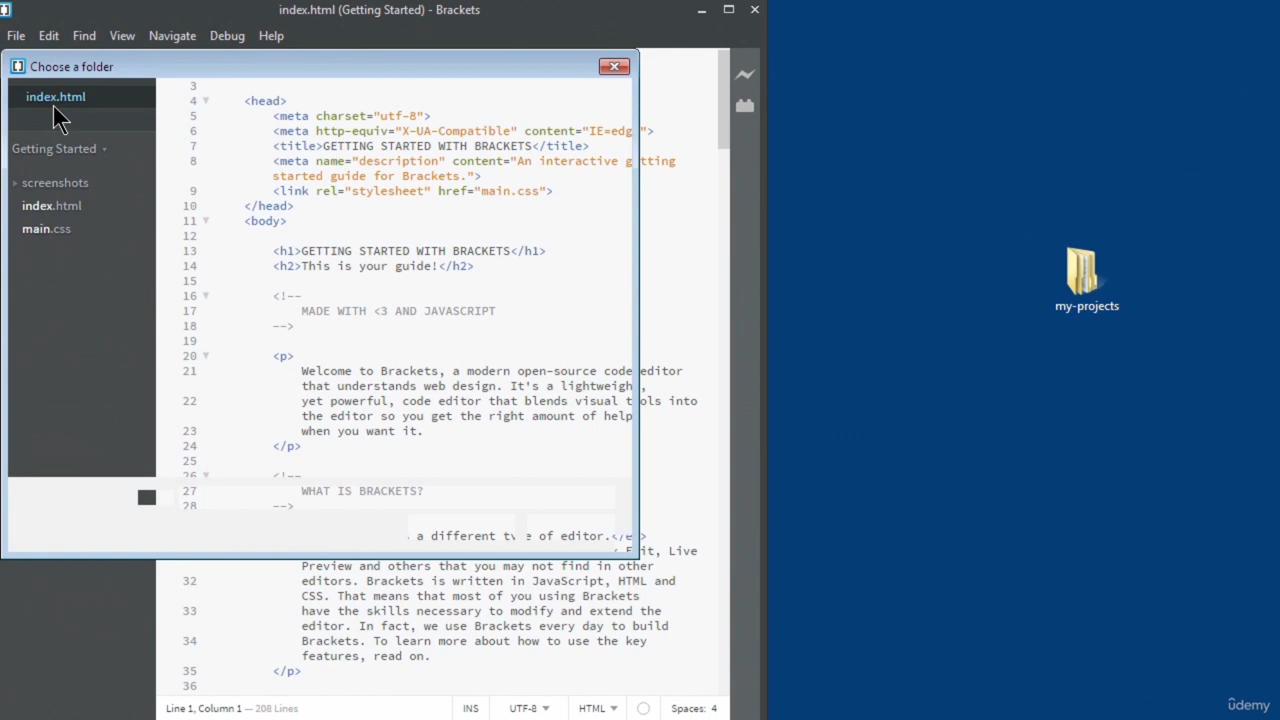 index.html (Getting Started) - Brackets
File Edit Find View Navigate Debug Help
Choose a folder
index.html
Getting Started
screenshots
index.html
main.css
3
4 <head>
5 <meta charset="utf-8">
6 <meta http-equiv="X-UA-Compatible" content="IE=edg ">
7 <title>GETTING STARTED WITH BRACKETS</title>
8 <meta name="description" content="An interactive getting
started guide for Brackets.">
9 <link rel="stylesheet" href="main.css">
10 </head>
11 <body>
12
13 <h1>GETTING STARTED WITH BRACKETS</h1>
14 <h2>This is your guide!</h2>
15
16 <!--
17 MADE WITH <3 AND JAVASCRIPT
18 -->
19
20 <p>
21 Welcome to Brackets, a modern open-source code editor
that understands web design. It's a lightweight,
22 yet powerful, code editor that blends visual tools into
the editor so you get the right amount of help
23 when you want it.
24 </p>
25
26 <!--
27 WHAT IS BRACKETS?
28 -->
a different type of editor.</e >
Edit, Live
Preview and others that you may not find in other
32 editors. Brackets is written in JavaScript, HTML and
CSS. That means that most of you using Brackets
33 have the skills necessary to modify and extend the
editor. In fact, we use Brackets every day to build
34 Brackets. To learn more about how to use the key
features, read on.
35 </p>
36
Line 1, Column 1 — 208 Lines
INS UTF-8 HTML Spaces: 4
my-projects
ûdemy